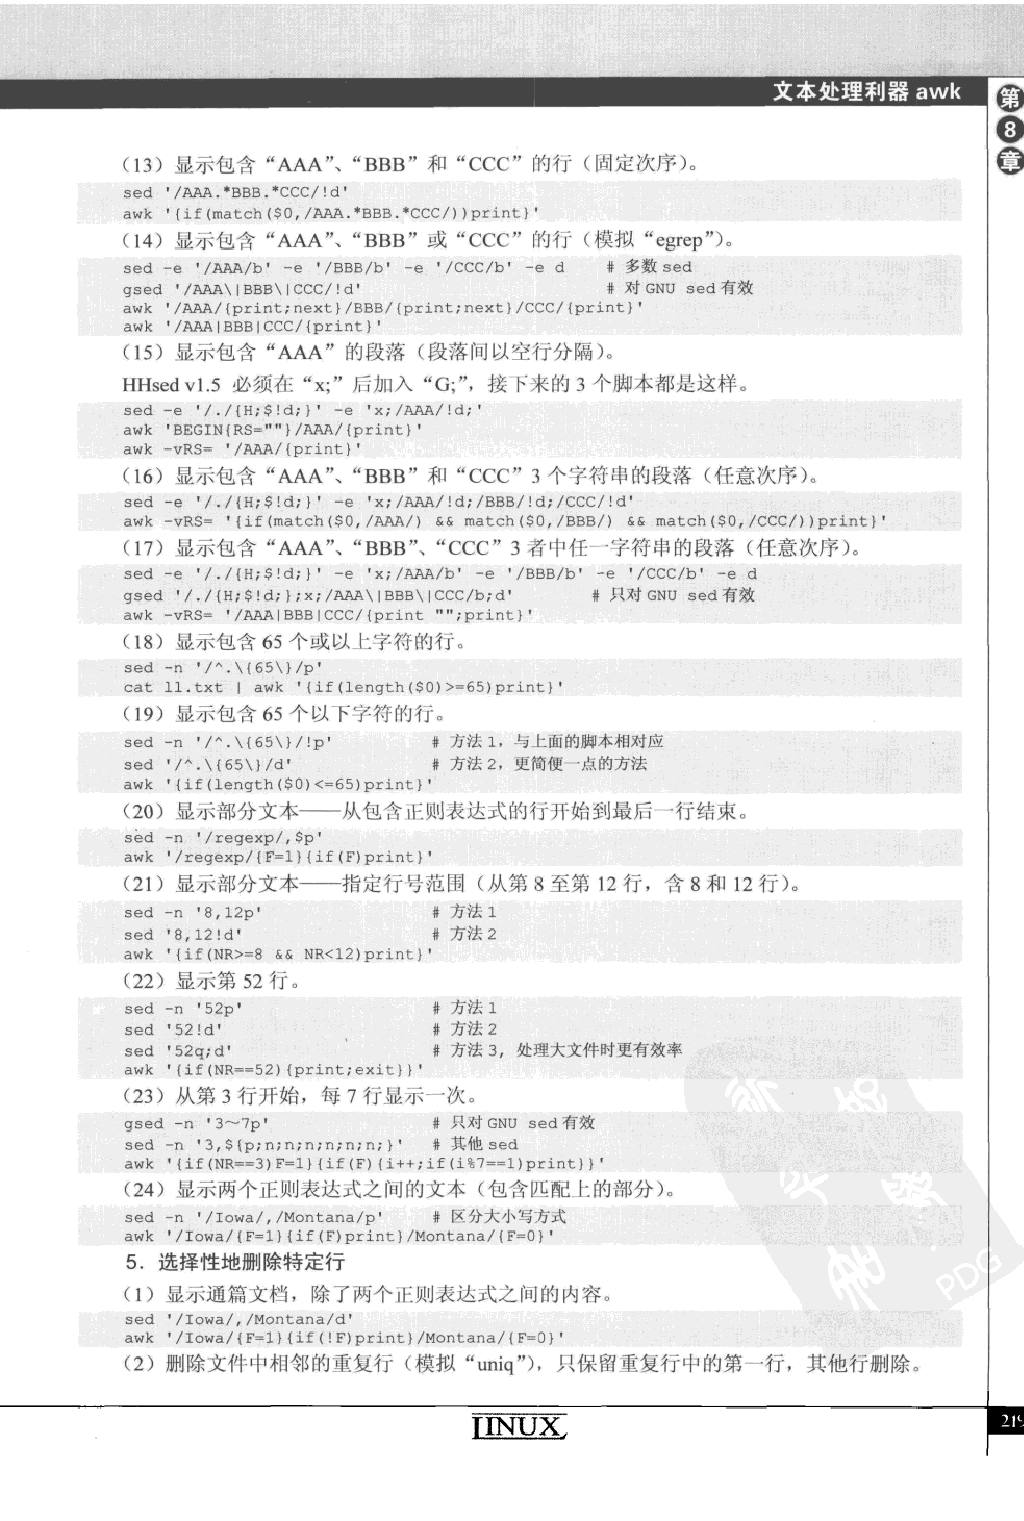 文本处理利器 awk
第
8
章
（13）显示包含“AAA”、“BBB”和“CCC”的行（固定次序）。
sed '/AAA.*BBB.*CCC/!d'
awk '{if(match($0,/AAA.*BBB.*CCC/))print}'
（14）显示包含“AAA”、“BBB”或“CCC”的行（模拟“egrep”）。
sed -e '/AAA/b' -e '/BBB/b' -e '/CCC/b' -e d # 多数 sed
gsed '/AAA\|BBB\|CCC/!d' # 对 GNU sed 有效
awk '/AAA/{print;next}/BBB/{print;next}/CCC/{print}'
awk '/AAA|BBB|CCC/{print}'
（15）显示包含“AAA”的段落（段落间以空行分隔）。
HHsed v1.5 必须在“x;”后加入“G;”，接下来的 3 个脚本都是这样。
sed -e '/./{H;$!d;}' -e 'x;/AAA/!d;'
awk 'BEGIN{RS=""}/AAA/{print}'
awk -vRS= '/AAA/{print}'
（16）显示包含“AAA”、“BBB”和“CCC”3 个字符串的段落（任意次序）。
sed -e '/./{H;$!d;}' -e 'x;/AAA/!d;/BBB/!d;/CCC/!d'
awk -vRS= '{if(match($0,/AAA/) && match($0,/BBB/) && match($0,/CCC/))print}'
（17）显示包含“AAA”、“BBB”、“CCC”3 者中任一字符串的段落（任意次序）。
sed -e '/./{H;$!d;}' -e 'x;/AAA/b' -e '/BBB/b' -e '/CCC/b' -e d
gsed '/./{H;$!d;};x;/AAA\|BBB\|CCC/b;d' # 只对 GNU sed 有效
awk -vRS= '/AAA|BBB|CCC/{print "";print}'
（18）显示包含 65 个或以上字符的行。
sed -n '/^.\{65\}/p'
cat ll.txt | awk '{if(length($0)>=65)print}'
（19）显示包含 65 个以下字符的行。
sed -n '/^.\{65\}/!p' # 方法 1，与上面的脚本相对应
sed '/^.\{65\}/d' # 方法 2，更简便一点的方法
awk '{if(length($0)<=65)print}'
（20）显示部分文本——从包含正则表达式的行开始到最后一行结束。
sed -n '/regexp/,$p'
awk '/regexp/{F=1}{if(F)print}'
（21）显示部分文本——指定行号范围（从第 8 至第 12 行，含 8 和 12 行）。
sed -n '8,12p' # 方法 1
sed '8,12!d' # 方法 2
awk '{if(NR>=8 && NR<12)print}'
（22）显示第 52 行。
sed -n '52p' # 方法 1
sed '52!d' # 方法 2
sed '52q;d' # 方法 3，处理大文件时更有效率
awk '{if(NR==52){print;exit}}'
（23）从第 3 行开始，每 7 行显示一次。
gsed -n '3～7p' # 只对 GNU sed 有效
sed -n '3,${p;n;n;n;n;n;n;}' # 其他 sed
awk '{if(NR==3)F=1}{if(F){i++;if(i%7==1)print}}'
（24）显示两个正则表达式之间的文本（包含匹配上的部分）。
sed -n '/Iowa/,/Montana/p' # 区分大小写方式
awk '/Iowa/{F=1}{if(F)print}/Montana/{F=0}'
5．选择性地删除特定行
（1）显示通篇文档，除了两个正则表达式之间的内容。
sed '/Iowa/,/Montana/d'
awk '/Iowa/{F=1}{if(!F)print}/Montana/{F=0}'
（2）删除文件中相邻的重复行（模拟“uniq”），只保留重复行中的第一行，其他行删除。
PDG
LINUX
219